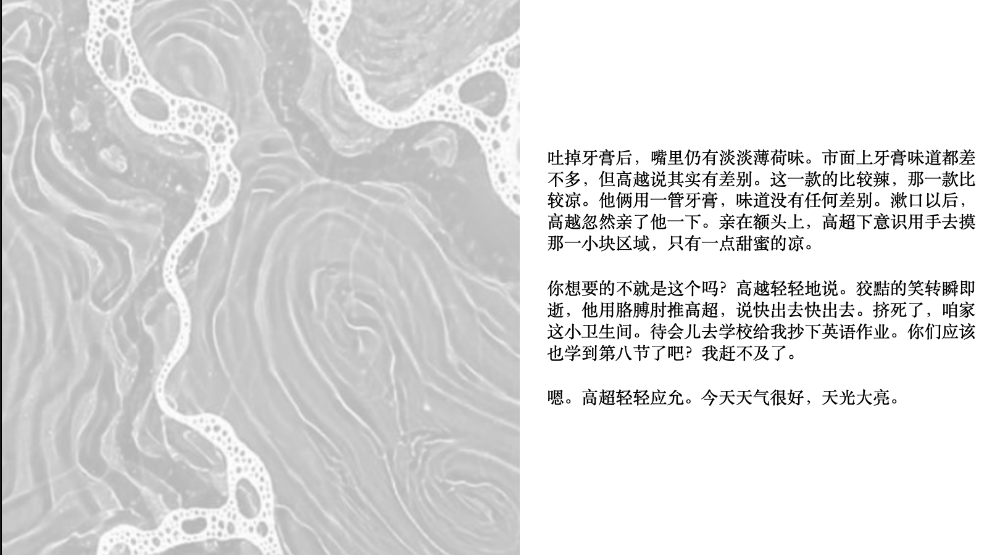 吐掉牙膏后，嘴里仍有淡淡薄荷味。市面上牙膏味道都差
不多，但高越说其实有差别。这一款的比较辣，那一款比
较凉。他俩用一管牙膏，味道没有任何差别。漱口以后，
高越忽然亲了他一下。亲在额头上，高超下意识用手去摸
那一小块区域，只有一点甜蜜的凉。
你想要的不就是这个吗？高越轻轻地说。狡黠的笑转瞬即
逝，他用胳膊肘推高超，说快出去快出去。挤死了，咱家
这小卫生间。待会儿去学校给我抄下英语作业。你们应该
也学到第八节了吧？我赶不及了。
嗯。高超轻轻应允。今天天气很好，天光大亮。